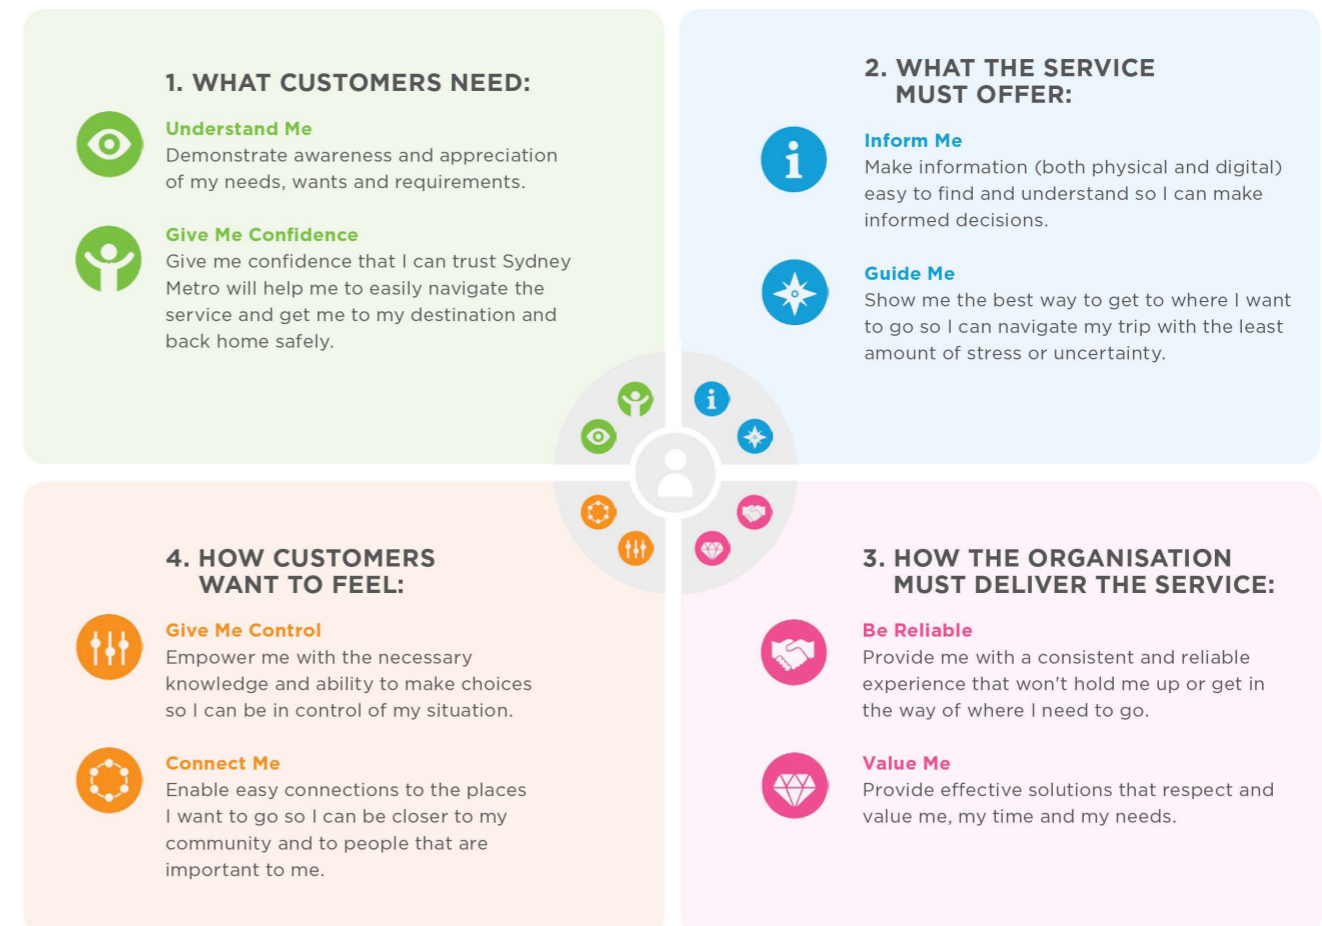 1. WHAT CUSTOMERS NEED:
Understand Me
Demonstrate awareness and appreciation
of my needs, wants and requirements.
Give Me Confidence
Give me confidence that I can trust Sydney
Metro will help me to easily navigate the
service and get me to my destination and
back home safely.
2. WHAT THE SERVICE
MUST OFFER:
Inform Me
Make information (both physical and digital)
easy to find and understand so I can make
informed decisions.
Guide Me
Show me the best way to get to where I want
to go so I can navigate my trip with the least
amount of stress or uncertainty.
3. HOW THE ORGANISATION
MUST DELIVER THE SERVICE:
Be Reliable
Provide me with a consistent and reliable
experience that won't hold me up or get in
the way of where I need to go.
Value Me
Provide effective solutions that respect and
value me, my time and my needs.
4. HOW CUSTOMERS
WANT TO FEEL:
Give Me Control
Empower me with the necessary
knowledge and ability to make choices
so I can be in control of my situation.
Connect Me
Enable easy connections to the places
I want to go so I can be closer to my
community and to people that are
important to me.